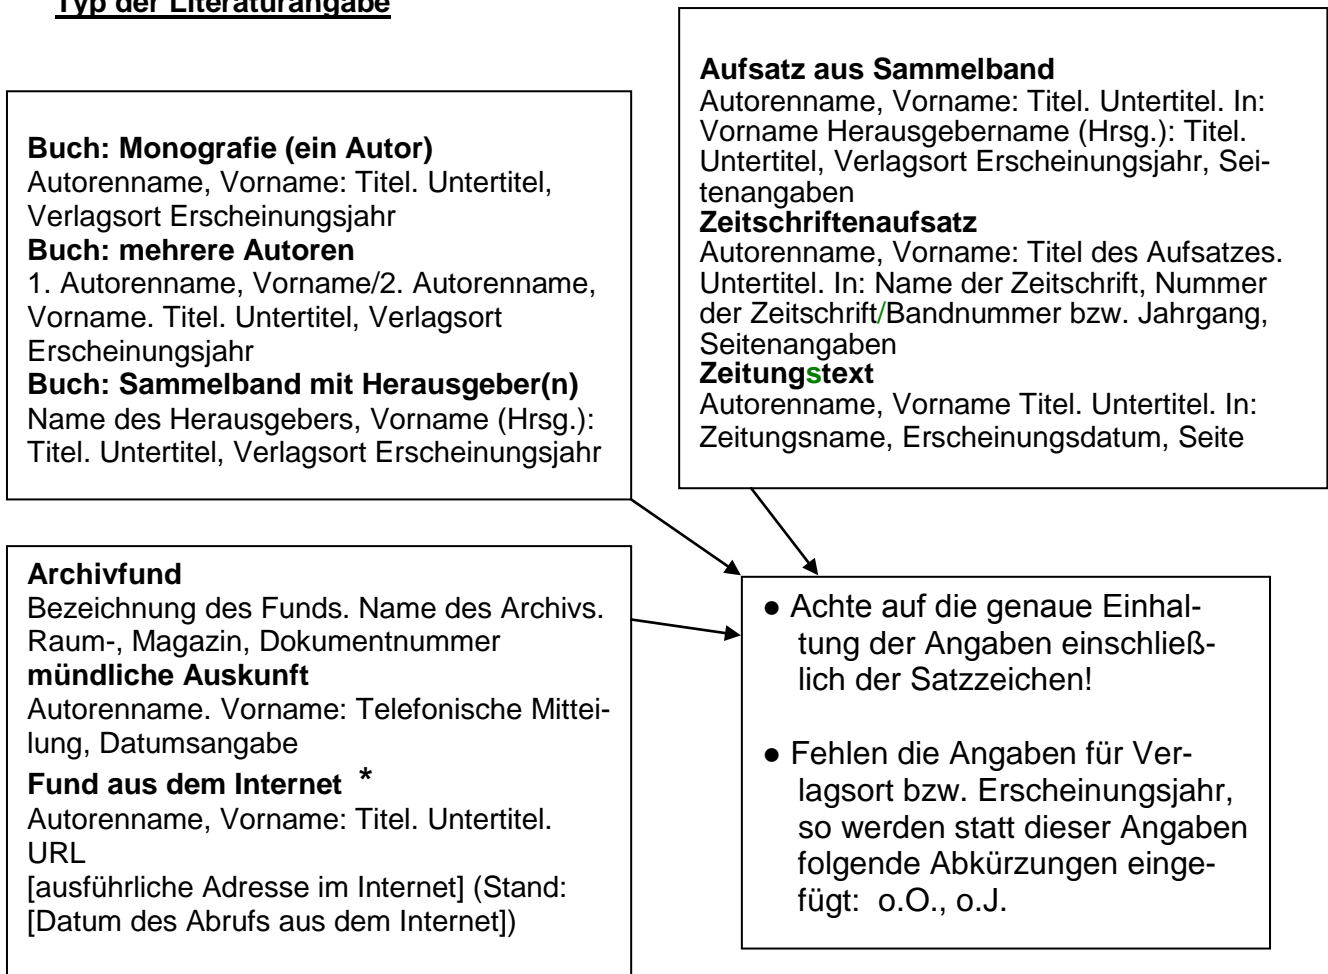 Typ der Literaturangabe
Buch: Monografie (ein Autor)
Autorenname, Vorname: Titel. Untertitel,
Verlagsort Erscheinungsjahr
Buch: mehrere Autoren
1. Autorenname, Vorname/2. Autorenname,
Vorname. Titel. Untertitel, Verlagsort
Erscheinungsjahr
Buch: Sammelband mit Herausgeber(n)
Name des Herausgebers, Vorname (Hrsg.):
Titel. Untertitel, Verlagsort Erscheinungsjahr
Aufsatz aus Sammelband
Autorenname, Vorname: Titel. Untertitel. In:
Vorname Herausgebername (Hrsg.): Titel.
Untertitel, Verlagsort Erscheinungsjahr, Sei-
tenangaben
Zeitschriftenaufsatz
Autorenname, Vorname: Titel des Aufsatzes.
Untertitel. In: Name der Zeitschrift, Nummer
der Zeitschrift/Bandnummer bzw. Jahrgang,
Seitenangaben
Zeitungstext
Autorenname, Vorname Titel. Untertitel. In:
Zeitungsname, Erscheinungsdatum, Seite
Archivfund
Bezeichnung des Funds. Name des Archivs.
Raum-, Magazin, Dokumentnummer
mündliche Auskunft
Autorenname. Vorname: Telefonische Mittei-
lung, Datumsangabe
Fund aus dem Internet *
Autorenname, Vorname: Titel. Untertitel.
URL
[ausführliche Adresse im Internet] (Stand:
[Datum des Abrufs aus dem Internet])
● Achte auf die genaue Einhal-
tung der Angaben einschließ-
lich der Satzzeichen!
● Fehlen die Angaben für Ver-
lagsort bzw. Erscheinungsjahr,
so werden statt dieser Angaben
folgende Abkürzungen einge-
fügt: o.O., o.J.